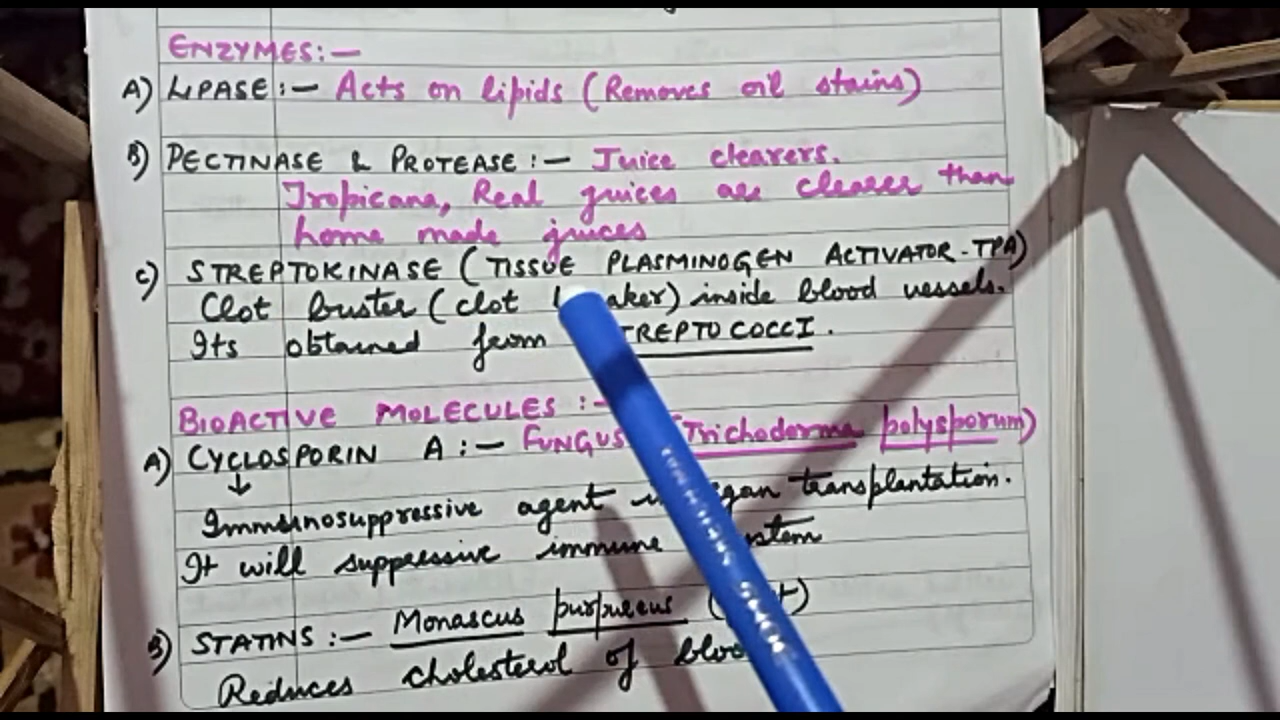 ENZYMES:-
A) LIPASE:- Acts on lipids (Removes oil stains)
B) PECTINASE & PROTEASE:- Juice clearers.
Tropicana, Real juices are clearer than
home made juices
C) STREPTOKINASE (TISSUE PLASMINOGEN ACTIVATOR-TPA)
Clot buster (clot inside blood vessels.
Its obtained from TREPTOCOCCI.
BIOACTIVE MOLECULES:-
A) CYCLOSPORIN A:- FUNGUS (Trichoderma polysporum)
↓
Immunosuppressive agent transplantation.
It will suppressive immune
B) STATINS:- Monascus purpureus
Reduces cholesterol of